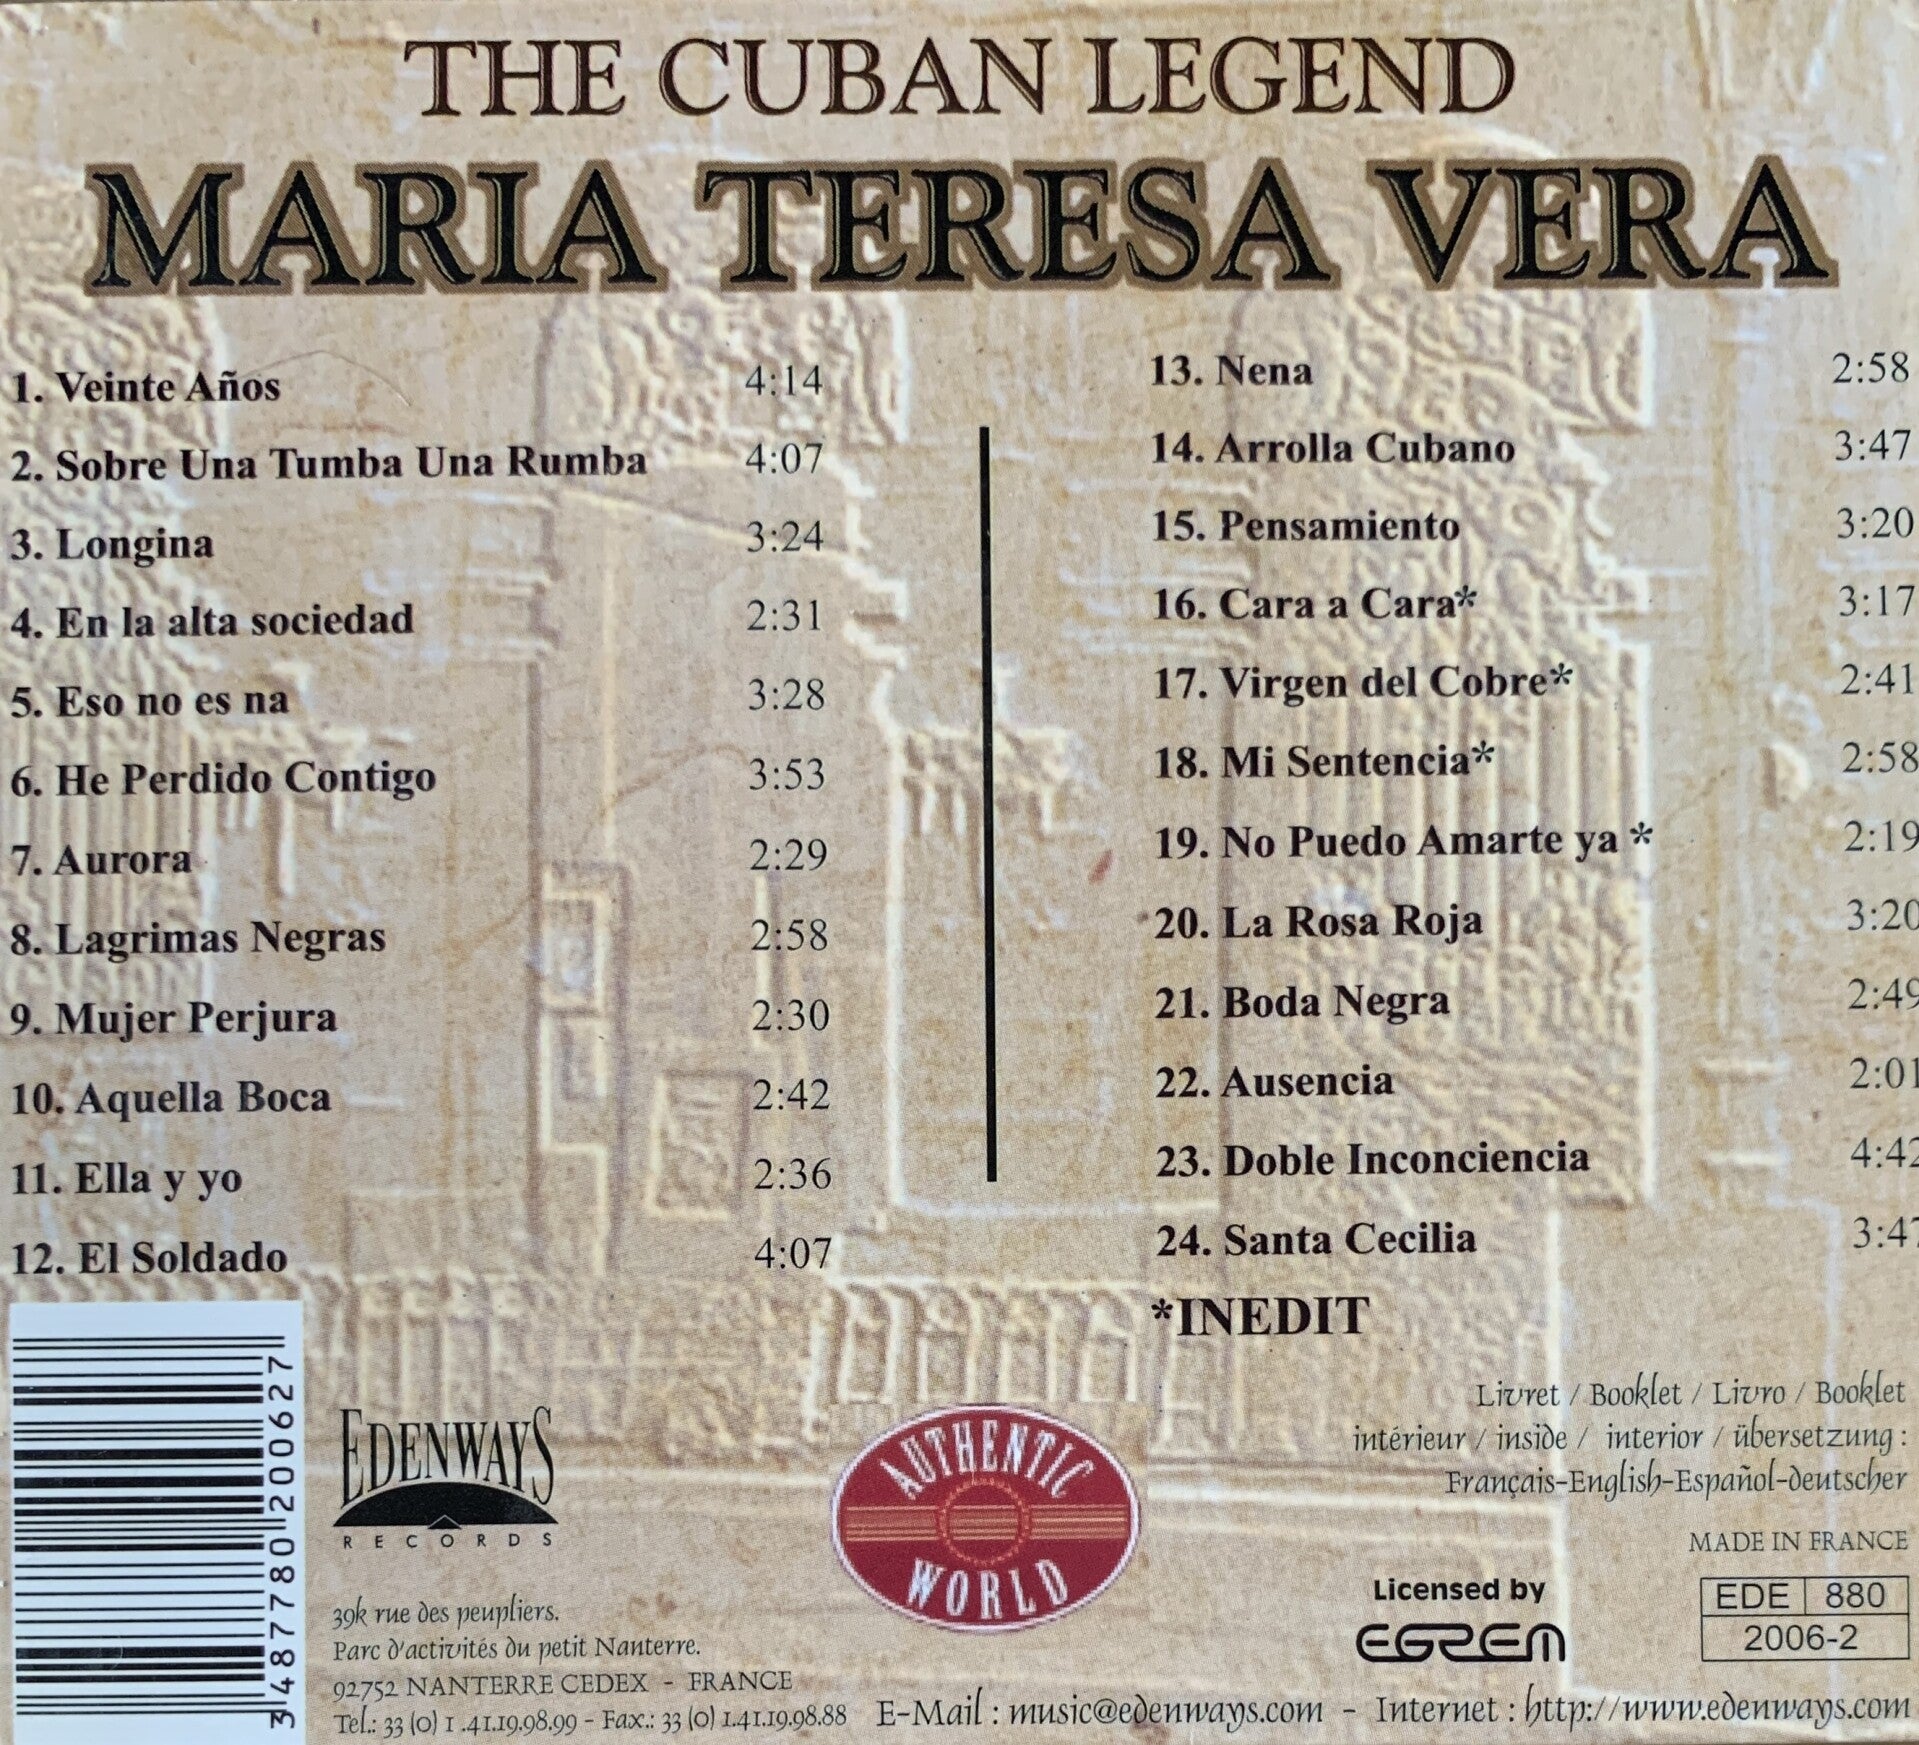 THE CUBAN LEGEND
MARIA TERESA VERA
1. Veinte Años 4:14
2. Sobre Una Tumba Una Rumba 4:07
3. Longina 3:24
4. En la alta sociedad 2:31
5. Eso no es na 3:28
6. He Perdido Contigo 3:53
7. Aurora 2:29
8. Lagrimas Negras 2:58
9. Mujer Perjura 2:30
10. Aquella Boca 2:42
11. Ella y yo 2:36
12. El Soldado 4:07
13. Nena 2:58
14. Arrolla Cubano 3:47
15. Pensamiento 3:20
16. Cara a Cara* 3:17
17. Virgen del Cobre* 2:41
18. Mi Sentencia* 2:58
19. No Puedo Amarte ya * 2:19
20. La Rosa Roja 3:20
21. Boda Negra 2:49
22. Ausencia 2:01
23. Doble Inconciencia 4:42
24. Santa Cecilia 3:47
*INEDIT
3 487780 200627
EDENWAYS
RECORDS
39k rue des peupliers.
Parc d'activités du petit Nanterre.
92752 NANTERRE CEDEX - FRANCE
Tel.: 33 (0) 1 .41.19.98.99 - Fax.: 33 (0) 1.41.19.98.88
E-Mail : music@edenways.com - Internet : http://www.edenways.com
AUTHENTIC
WORLD
Livret / Booklet / Livro / Booklet
intérieur / inside / interior / übersetzung :
Français-English-Español-deutscher
MADE IN FRANCE
Licensed by
EGREM
EDE 880
2006-2